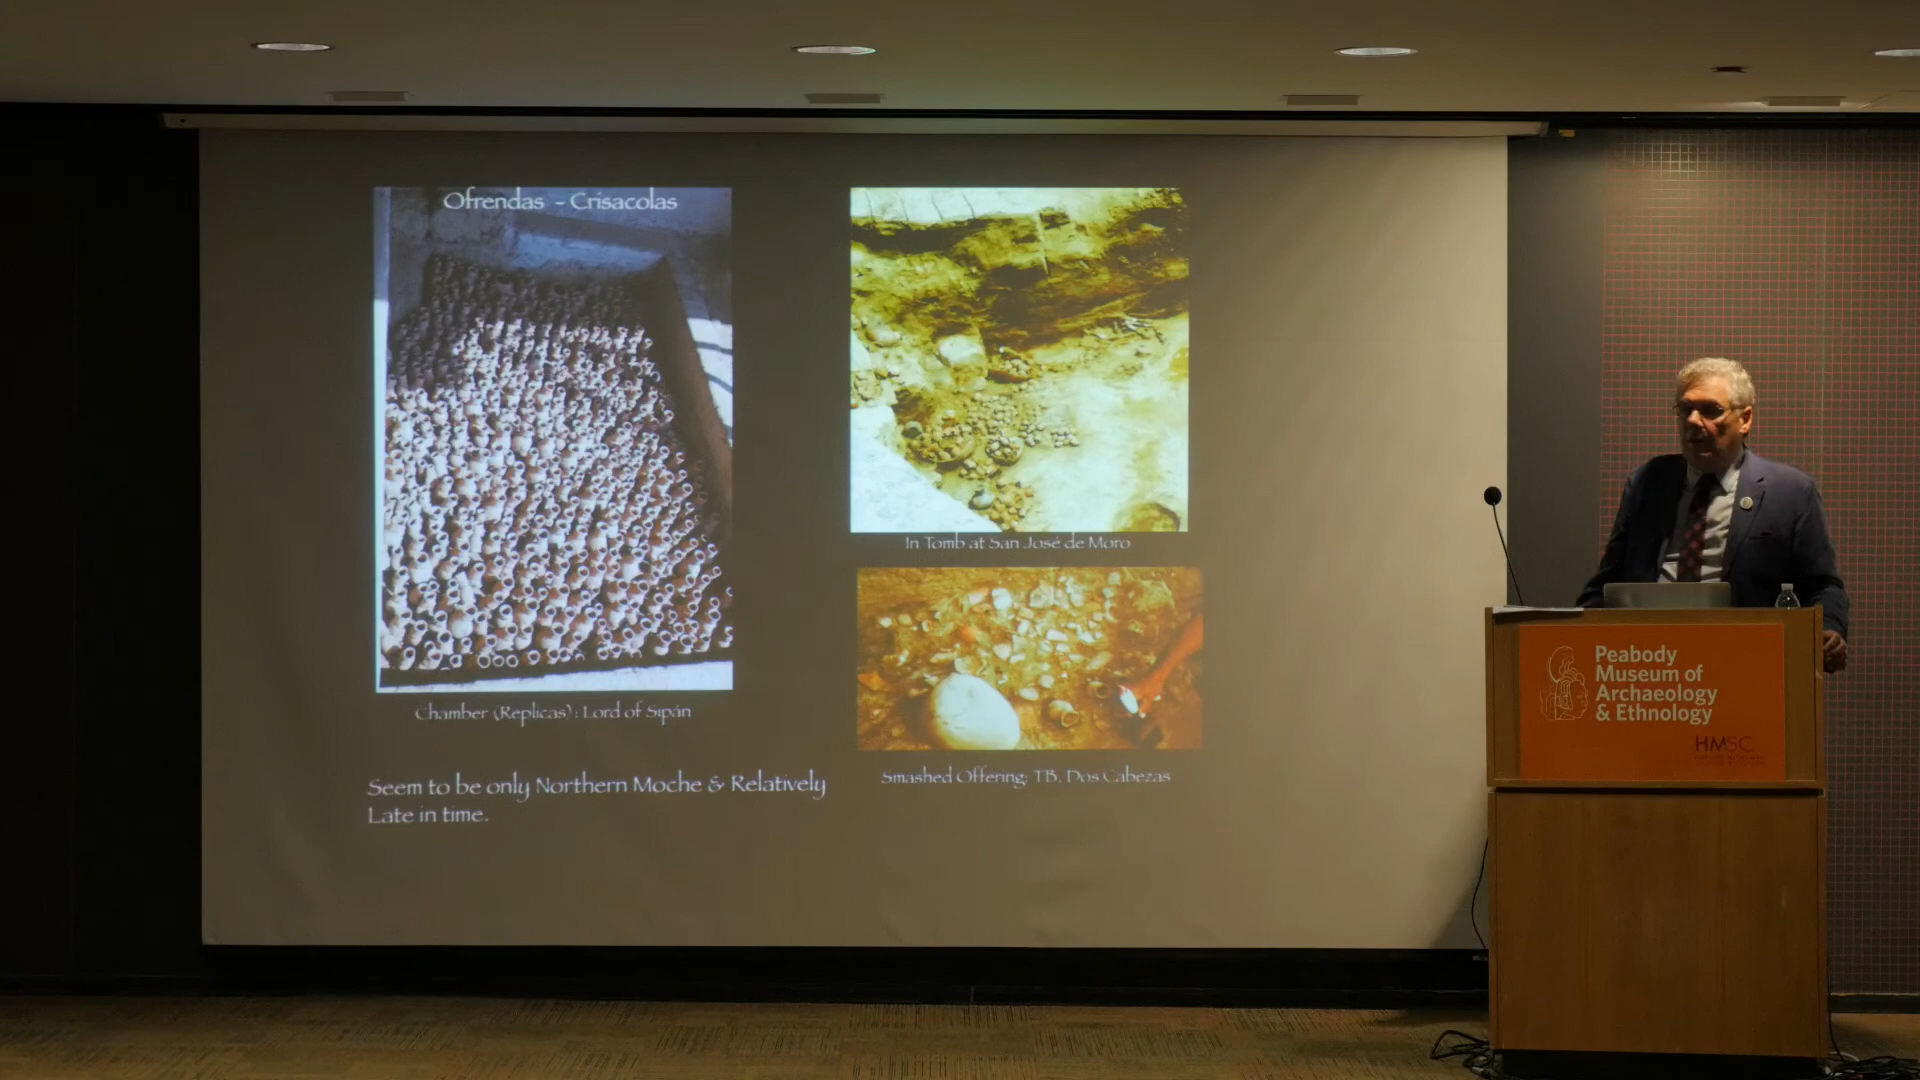 Ofrendas - Crisacolas
Chamber (Replicas) : Lord of Sipán
Seem to be only Northern Moche & Relatively
Late in time.
In Tomb at San José de Moro
Smashed Offering: TB, Dos Cabezas
Peabody
Museum of
Archaeology
& Ethnology
HMSC